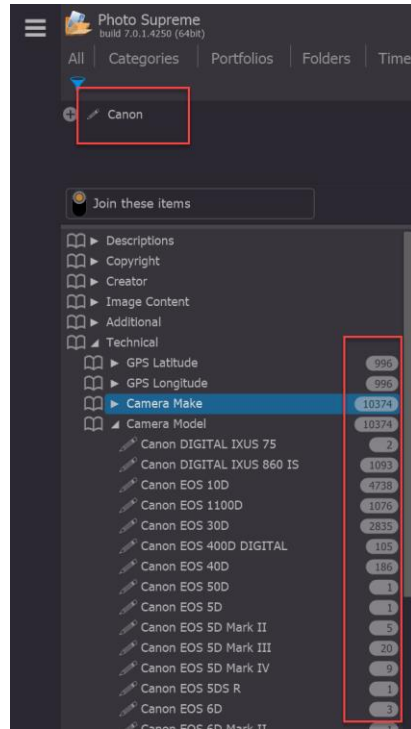 Photo Supreme
build 7.0.1.4250 (64bit)
All Categories Portfolios Folders Time
Canon
Join these items
Descriptions
Copyright
Creator
Image Content
Additional
Technical
GPS Latitude 996
GPS Longitude 996
Camera Make 10374
Camera Model 10374
Canon DIGITAL IXUS 75 2
Canon DIGITAL IXUS 860 IS 1093
Canon EOS 10D 4738
Canon EOS 1100D 1076
Canon EOS 30D 2835
Canon EOS 400D DIGITAL 105
Canon EOS 40D 186
Canon EOS 50D 1
Canon EOS 5D 1
Canon EOS 5D Mark II 5
Canon EOS 5D Mark III 20
Canon EOS 5D Mark IV 9
Canon EOS 5DS R 1
Canon EOS 6D 3
Canon EOS 6D Mark II